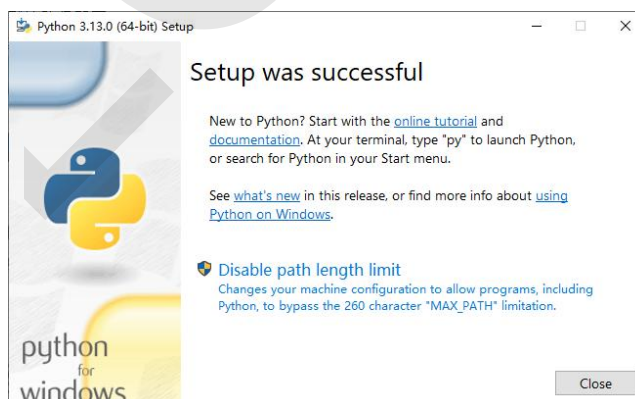 Python 3.13.0 (64-bit) Setup
Setup was successful
New to Python? Start with the online tutorial and
documentation. At your terminal, type "py" to launch Python,
or search for Python in your Start menu.
See what's new in this release, or find more info about using
Python on Windows.
Disable path length limit
Changes your machine configuration to allow programs, including
Python, to bypass the 260 character "MAX_PATH" limitation.
python
for
windows
Close